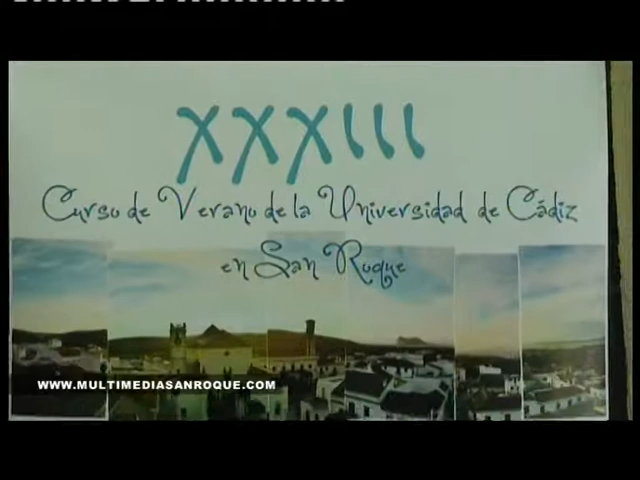 XXXIII
Curso de Verano de la Universidad de Cádiz
en San Roque
WWW.MULTIMEDIASANROQUE.COM